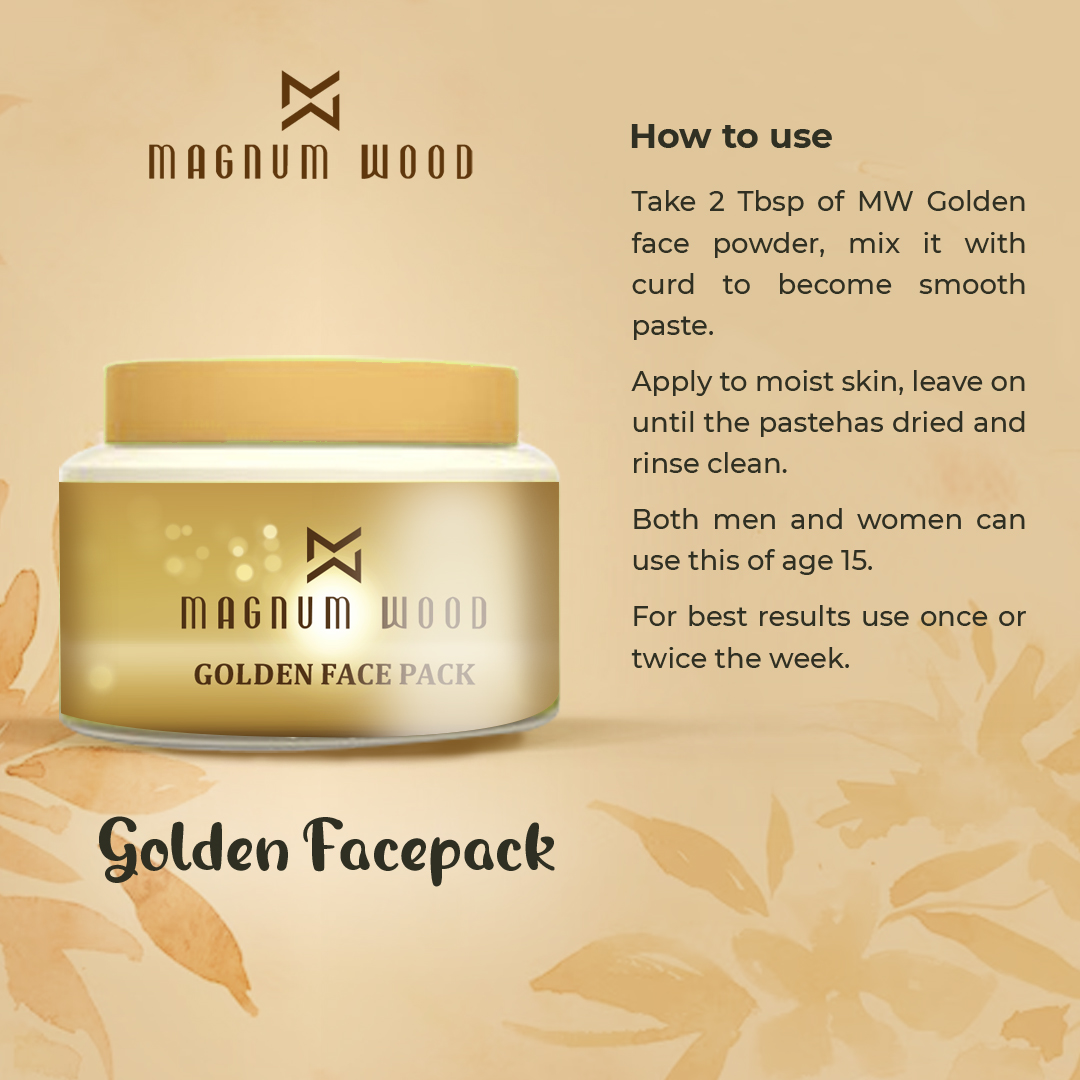 MAGNUM WOOD
How to use
Take 2 Tbsp of MW Golden
face powder, mix it with
curd to become smooth
paste.
Apply to moist skin, leave on
until the pastehas dried and
rinse clean.
Both men and women can
use this of age 15.
For best results use once or
twice the week.
MAGNUM WOOD
GOLDEN FACE PACK
Golden Facepack